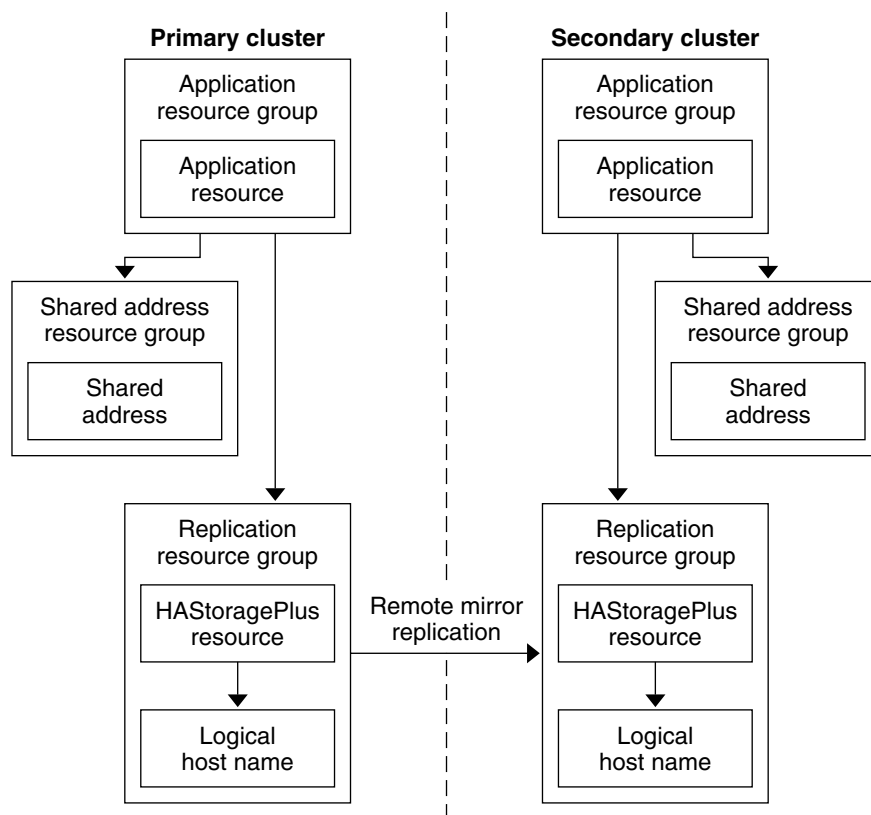 Primary cluster
Application
resource group
Application
resource
Shared address
resource group
Shared
address
Replication
resource group
HAStoragePlus
resource
Logical
host name
Remote mirror
replication
Secondary cluster
Application
resource group
Application
resource
Shared address
resource group
Shared
address
Replication
resource group
HAStoragePlus
resource
Logical
host name